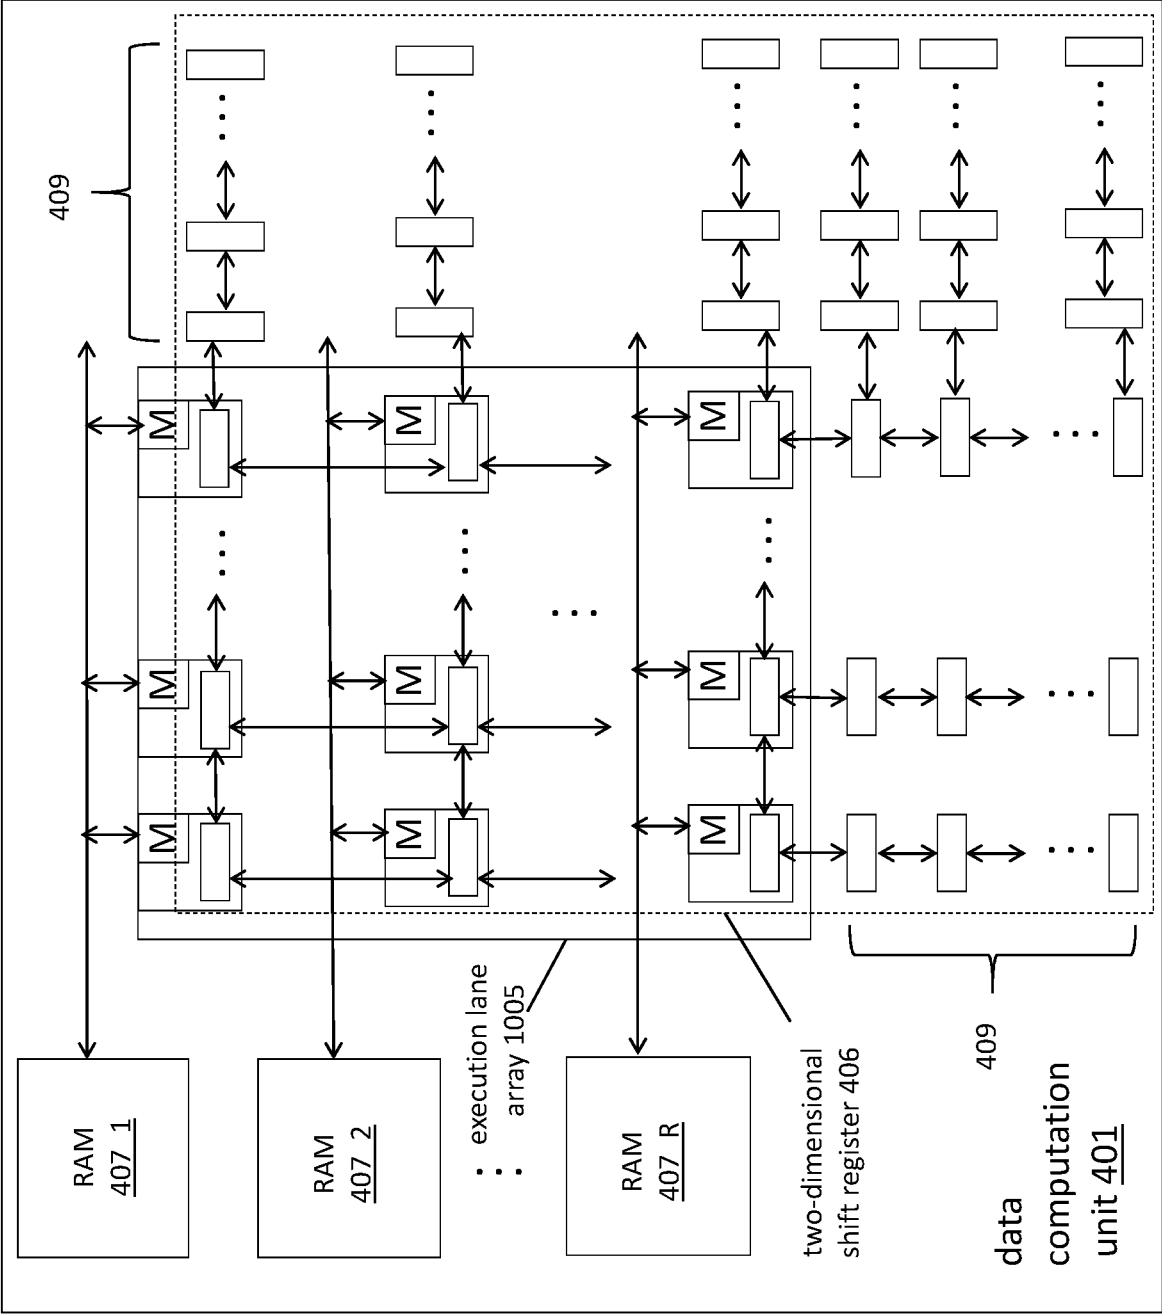 409
M
M
M
M
M
M
M
M
M
RAM
407_1
RAM
407_2
RAM
407_R
execution lane
array 1005
two-dimensional
shift register 406
409
data
computation
unit 401